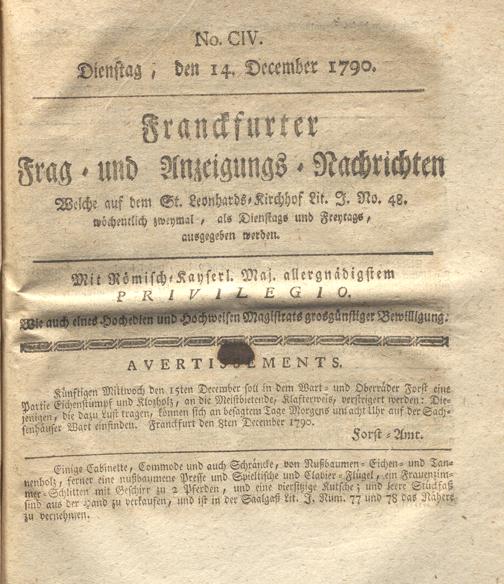 No. CIV.
Dienstag, den 14. December 1790.
Franckfurter
Frag- und Anzeigungs-Nachrichten
Welche auf dem St. Leonhards-Kirchhof Lit. J. No. 48.
wöchentlich zweymal, als Dienstags und Freytags,
ausgegeben werden.
Mit Römisch-Kayserl. Maj. allergnädigstem
PRIVILEGIO.
Wie auch eines Hochedlen und Hochweisen Magistrats grosgünstiger Bewilligung.
AVERTISSEMENTS.
Künftigen Mittwoch den 15ten December soll in dem Wart- und Oberräder Forst eine
Partie Eichenstumpf und Klozholz, an die Meistbietende, Klafterweis, versteigert werden: Die-
jenigen, die dazu Lust tragen, können sich an besagtem Tage Morgens um acht Uhr auf der Sach-
senhäuser Wart einfinden. Franckfurt den 8ten December 1790.
Forst-Amt.
Einige Cabinette, Commode und auch Schräncke, von Nußbaumen- Eichen- und Tan-
nenholz, ferner eine nußbaumene Presse und Spieltische und Clavier-Flügel, ein Frauenzim-
mer-Schlitten mit Geschirr zu 2 Pferden, und eine viersitzige Kutsche; und leere Stückfaß
sind aus der Hand zu verkaufen, und ist in der Saalgaß Lit. J. Num. 77 und 78 das Nähere
zu vernehmen.